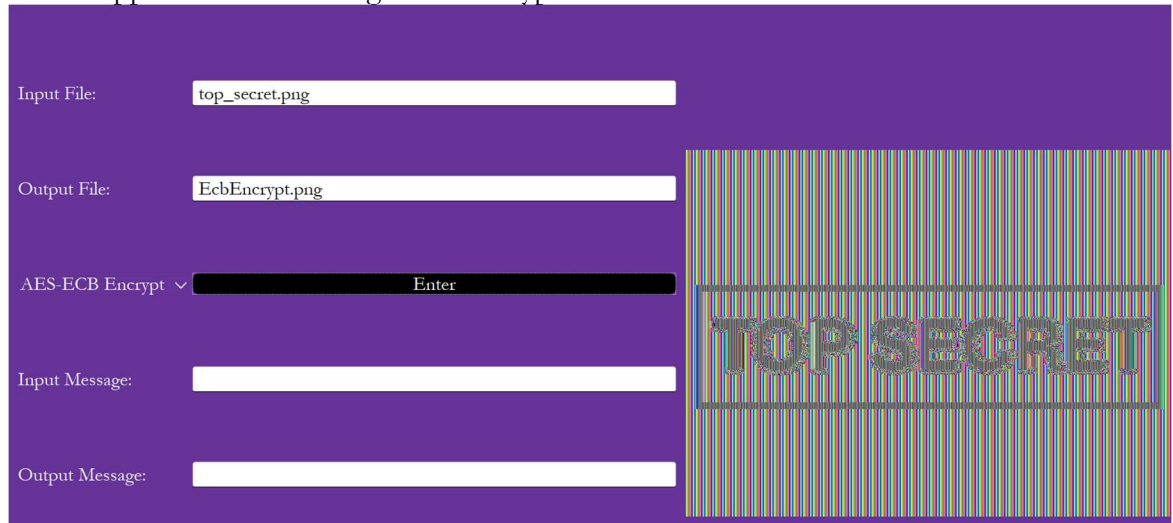 Input File:
top_secret.png
Output File:
EcbEncrypt.png
AES-ECB Encrypt
Enter
TOP SECRET
Input Message:
Output Message: